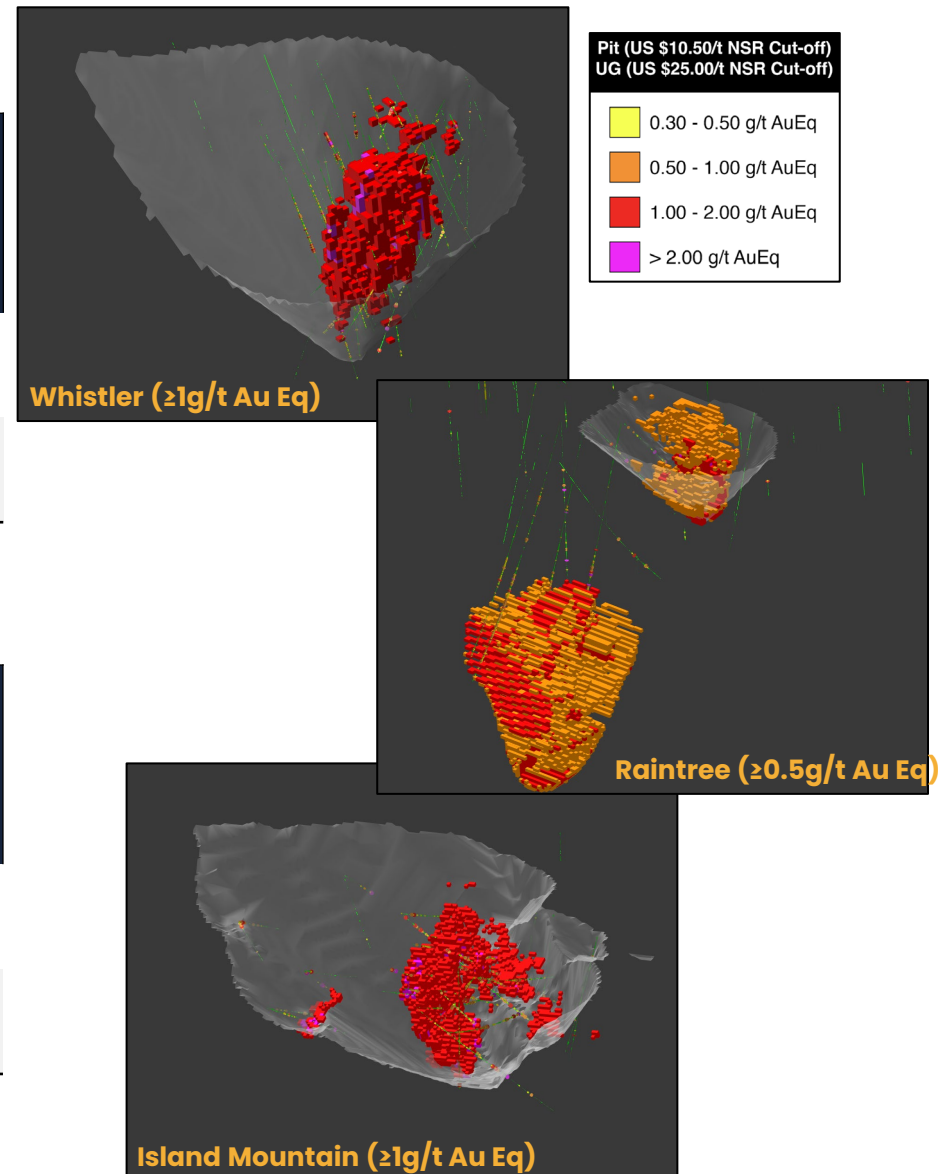 Pit (US $10.50/t NSR Cut-off)
UG (US $25.00/t NSR Cut-off)
0.30 - 0.50 g/t AuEq
0.50 - 1.00 g/t AuEq
1.00 - 2.00 g/t AuEq
> 2.00 g/t AuEq
Whistler (≥1g/t Au Eq)
Raintree (≥0.5g/t Au Eq)
Island Mountain (≥1g/t Au Eq)